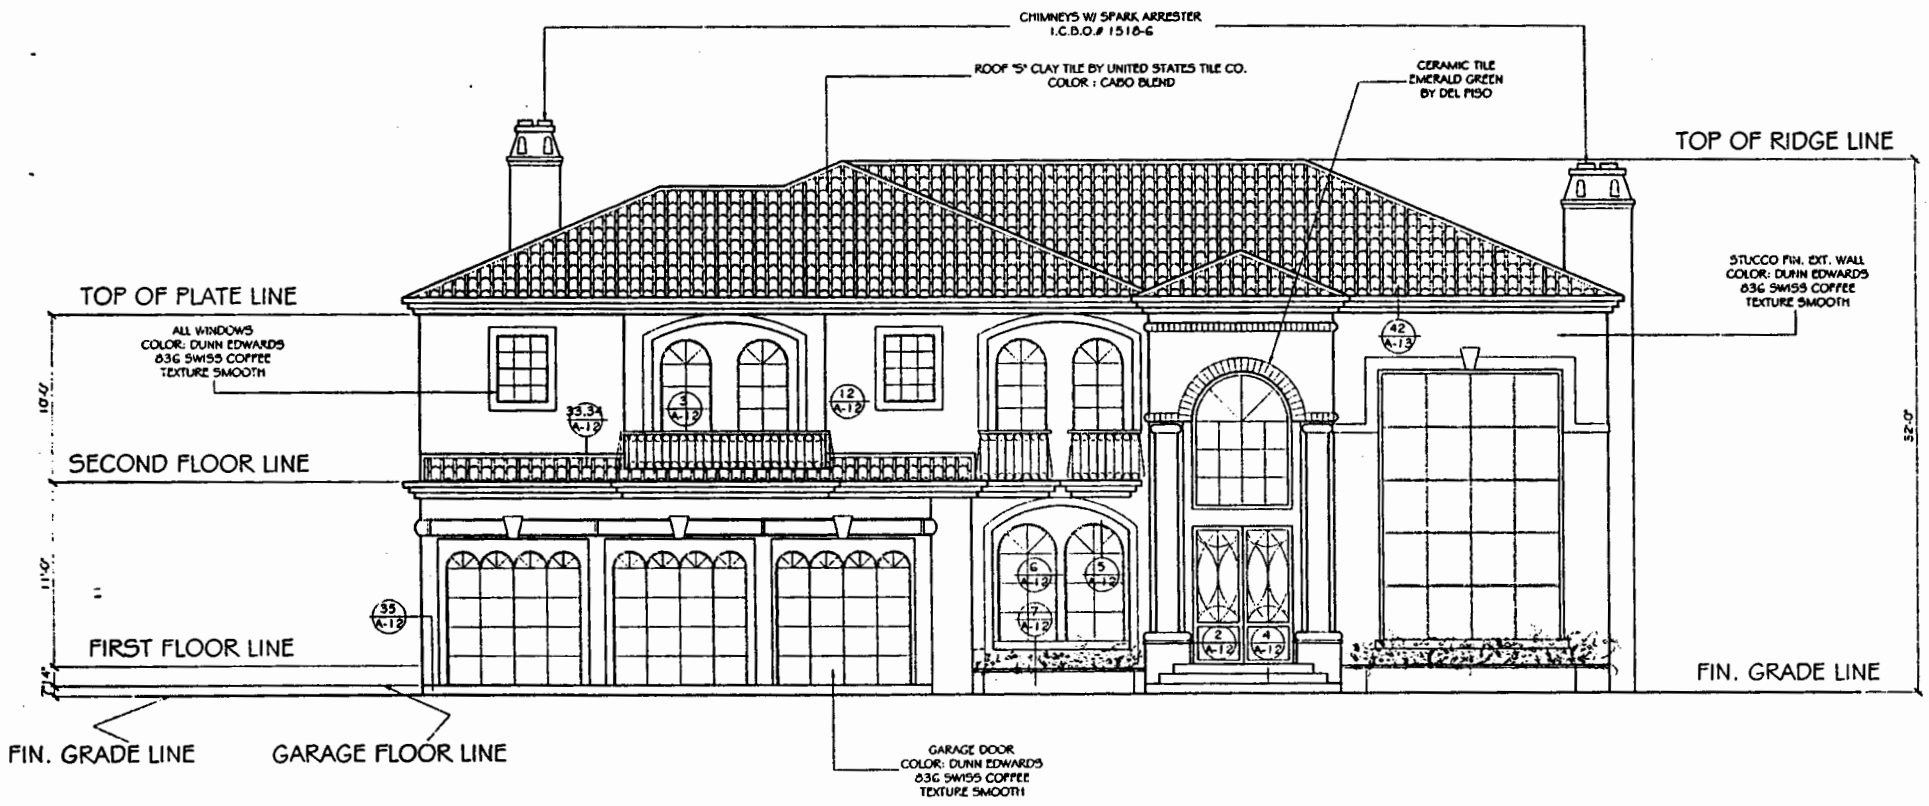 CHIMNEYS W/ SPARK ARRESTER
I.C.B.O.# 1518-6
ROOF "S" CLAY TILE BY UNITED STATES TILE CO.
COLOR : CABO BLEND
CERAMIC TILE
EMERALD GREEN
BY DEL PISO
TOP OF RIDGE LINE
STUCCO FIN. EXT. WALL
COLOR: DUNN EDWARDS
836 SWISS COFFEE
TEXTURE SMOOTH
TOP OF PLATE LINE
ALL WINDOWS
COLOR: DUNN EDWARDS
836 SWISS COFFEE
TEXTURE SMOOTH
42
A-13
10'-0"
3
A-12
12
A-12
33,34
A-12
32'-0"
SECOND FLOOR LINE
11'-0"
6
A-12
5
A-12
7
A-12
35
A-12
2
A-12
4
A-12
FIRST FLOOR LINE
FIN. GRADE LINE
FIN. GRADE LINE
GARAGE FLOOR LINE
GARAGE DOOR
COLOR: DUNN EDWARDS
836 SWISS COFFEE
TEXTURE SMOOTH